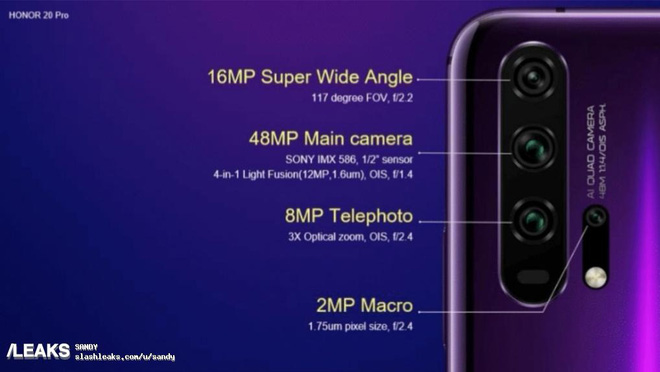 HONOR 20 Pro
16MP Super Wide Angle
117 degree FOV, f/2.2
48MP Main camera
SONY IMX 586, 1/2" sensor
4-in-1 Light Fusion(12MP,1.6um), OIS, f/1.4
8MP Telephoto
3X Optical zoom, OIS, f/2.4
2MP Macro
1.75um pixel size, f/2.4
AI QUAD CAMERA
48M 1:1.4/OIS ASPH.
/LEAKS
SANDY
slashleaks.com/u/sandy